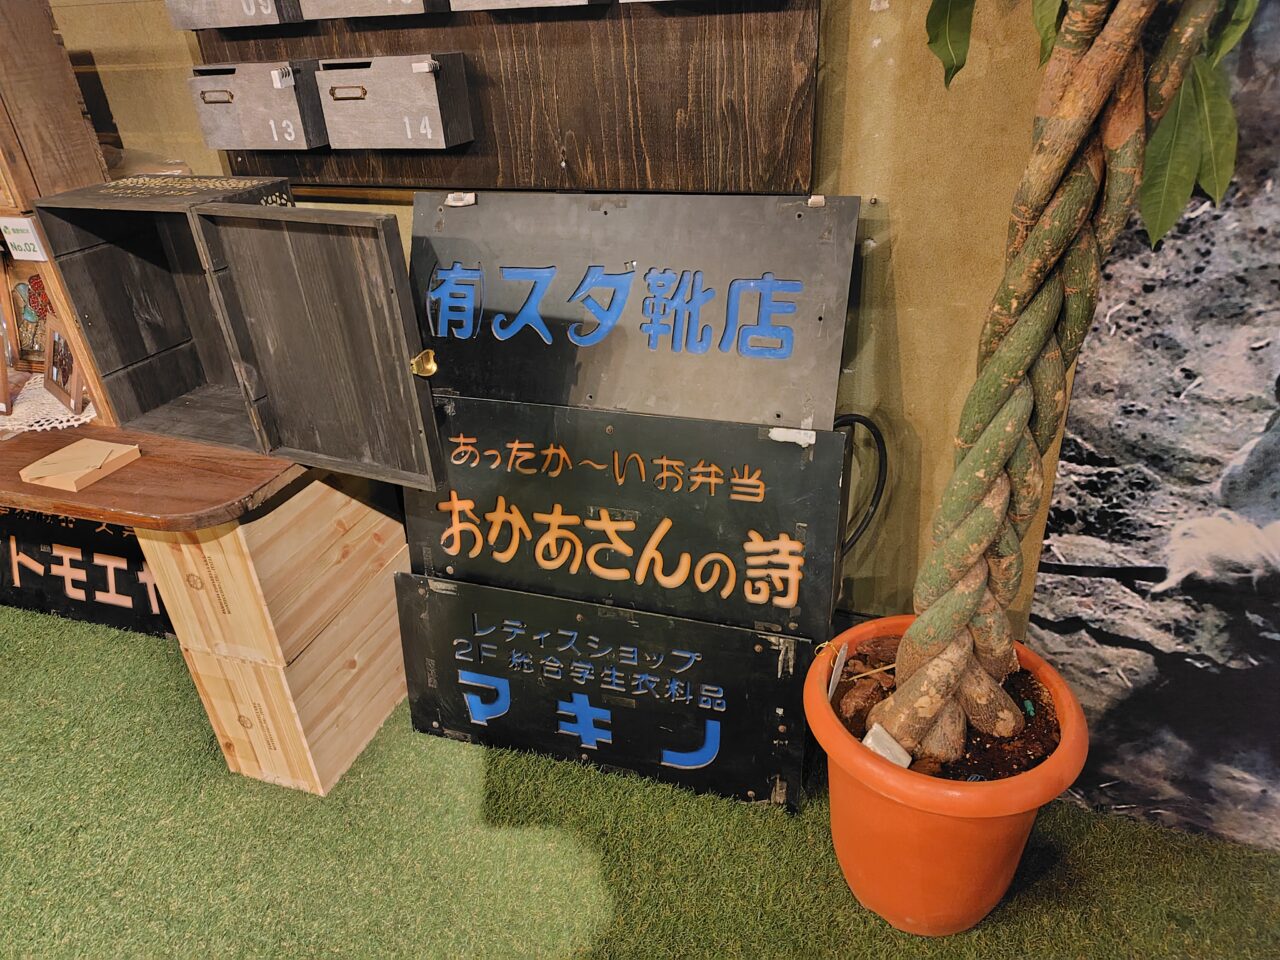 09
13
14
No.02
㈲スダ靴店
あったか〜いお弁当
おかあさんの詩
レディスショップ
2F 総合学生衣料品
マキノ
トモエヤ